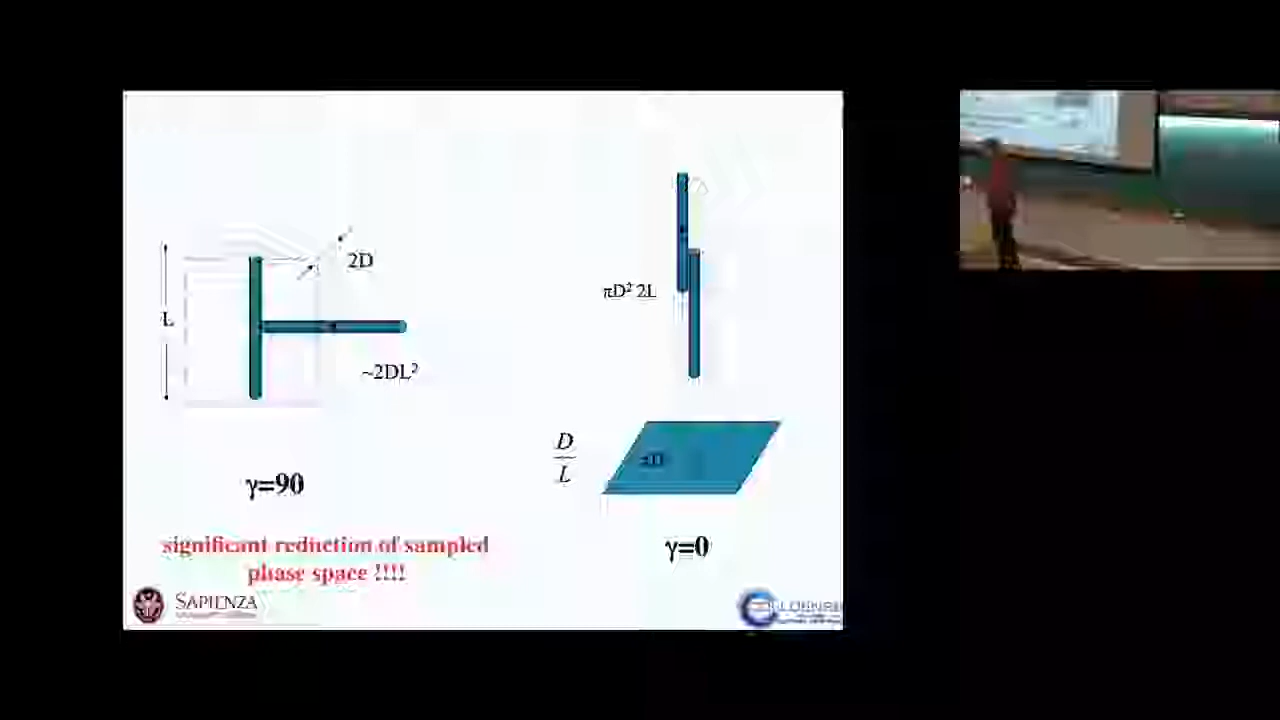 2D
L
~2DL²
γ=90
significant reduction of sampled
phase space !!!!
πD² 2L
D
L
γ=0
SAPIENZA